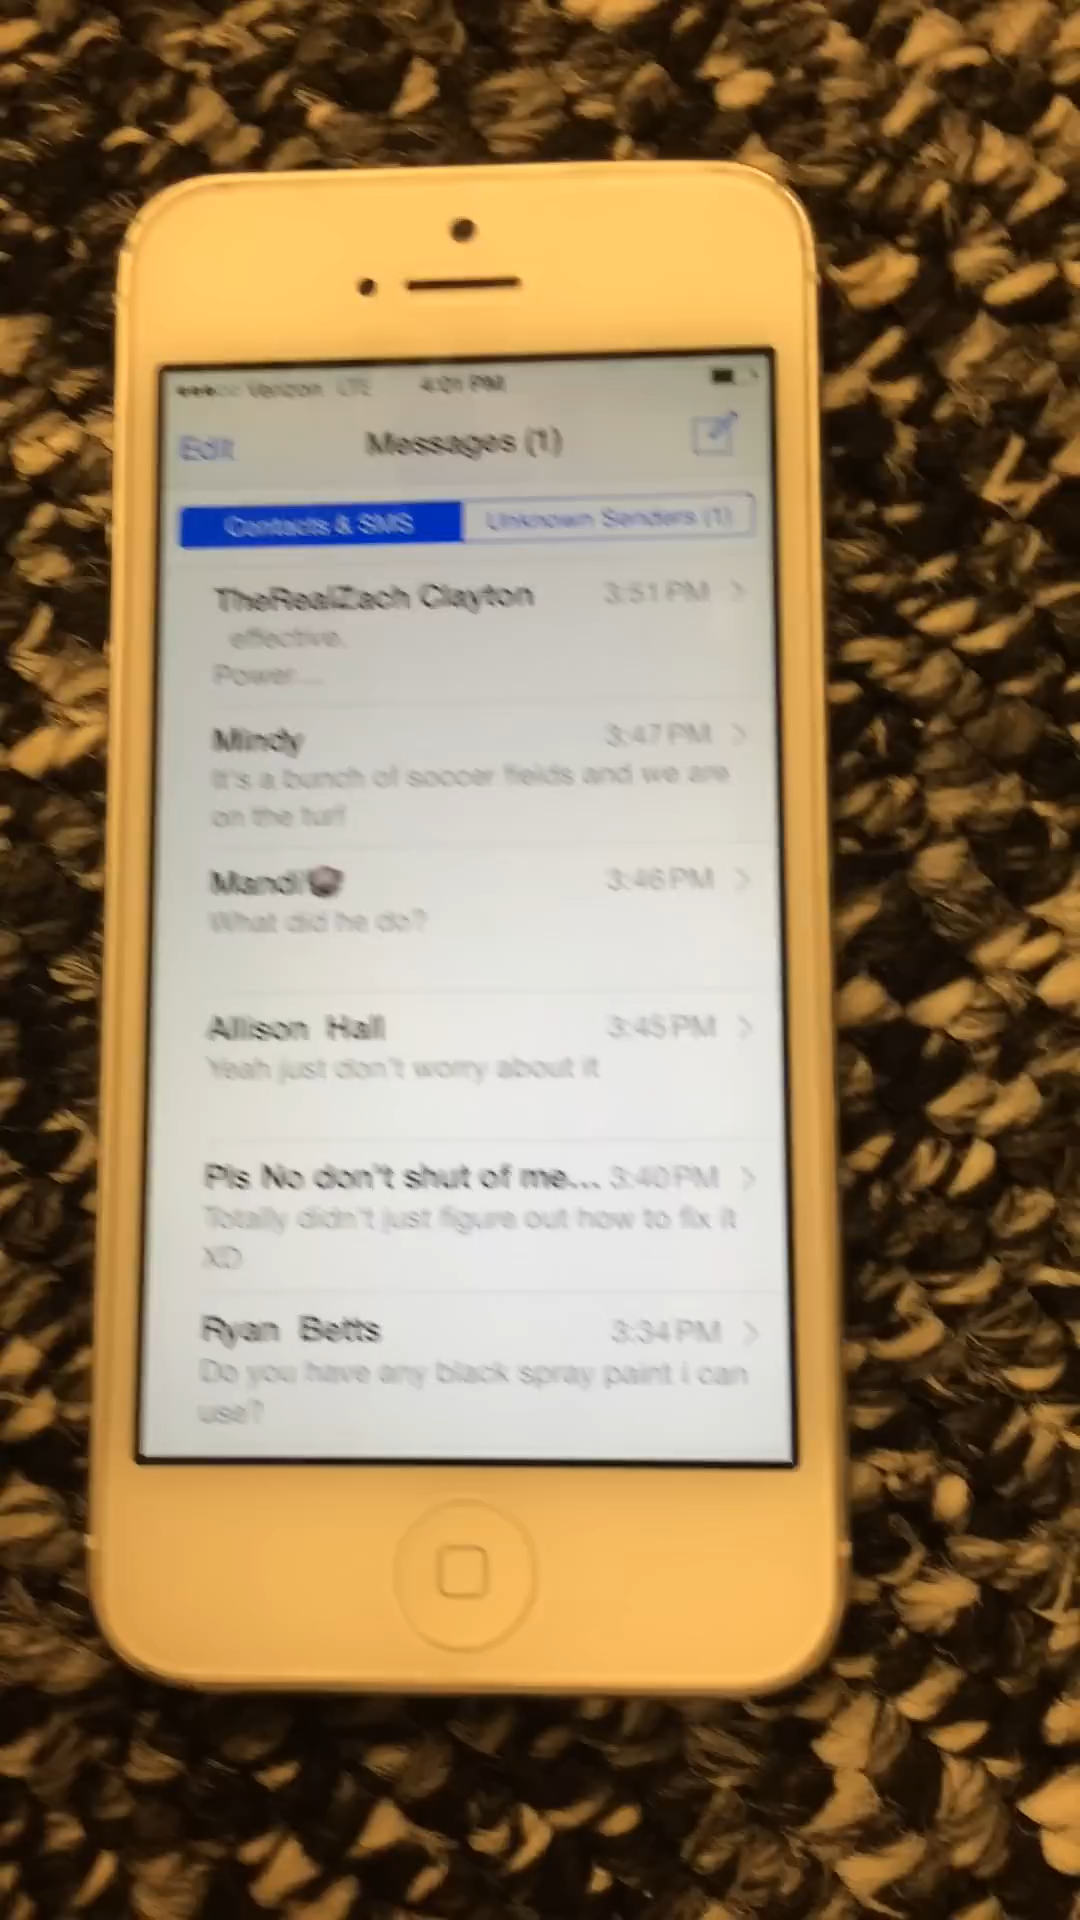 Verizon LTE 4:01 PM
Edit Messages (1)
Contacts & SMS Unknown Senders (1)
TheRealZach Clayton 3:51 PM
effective.
Power....
Mindy 3:47 PM
It's a bunch of soccer fields and we are
on the turf
Mandi 3:46 PM
What did he do?
Allison Hall 3:45 PM
Yeah just don't worry about it
Pls No don't shut of me... 3:40 PM
Totally didn't just figure out how to fix it
XD
Ryan Betts 3:34 PM
Do you have any black spray paint i can
use?